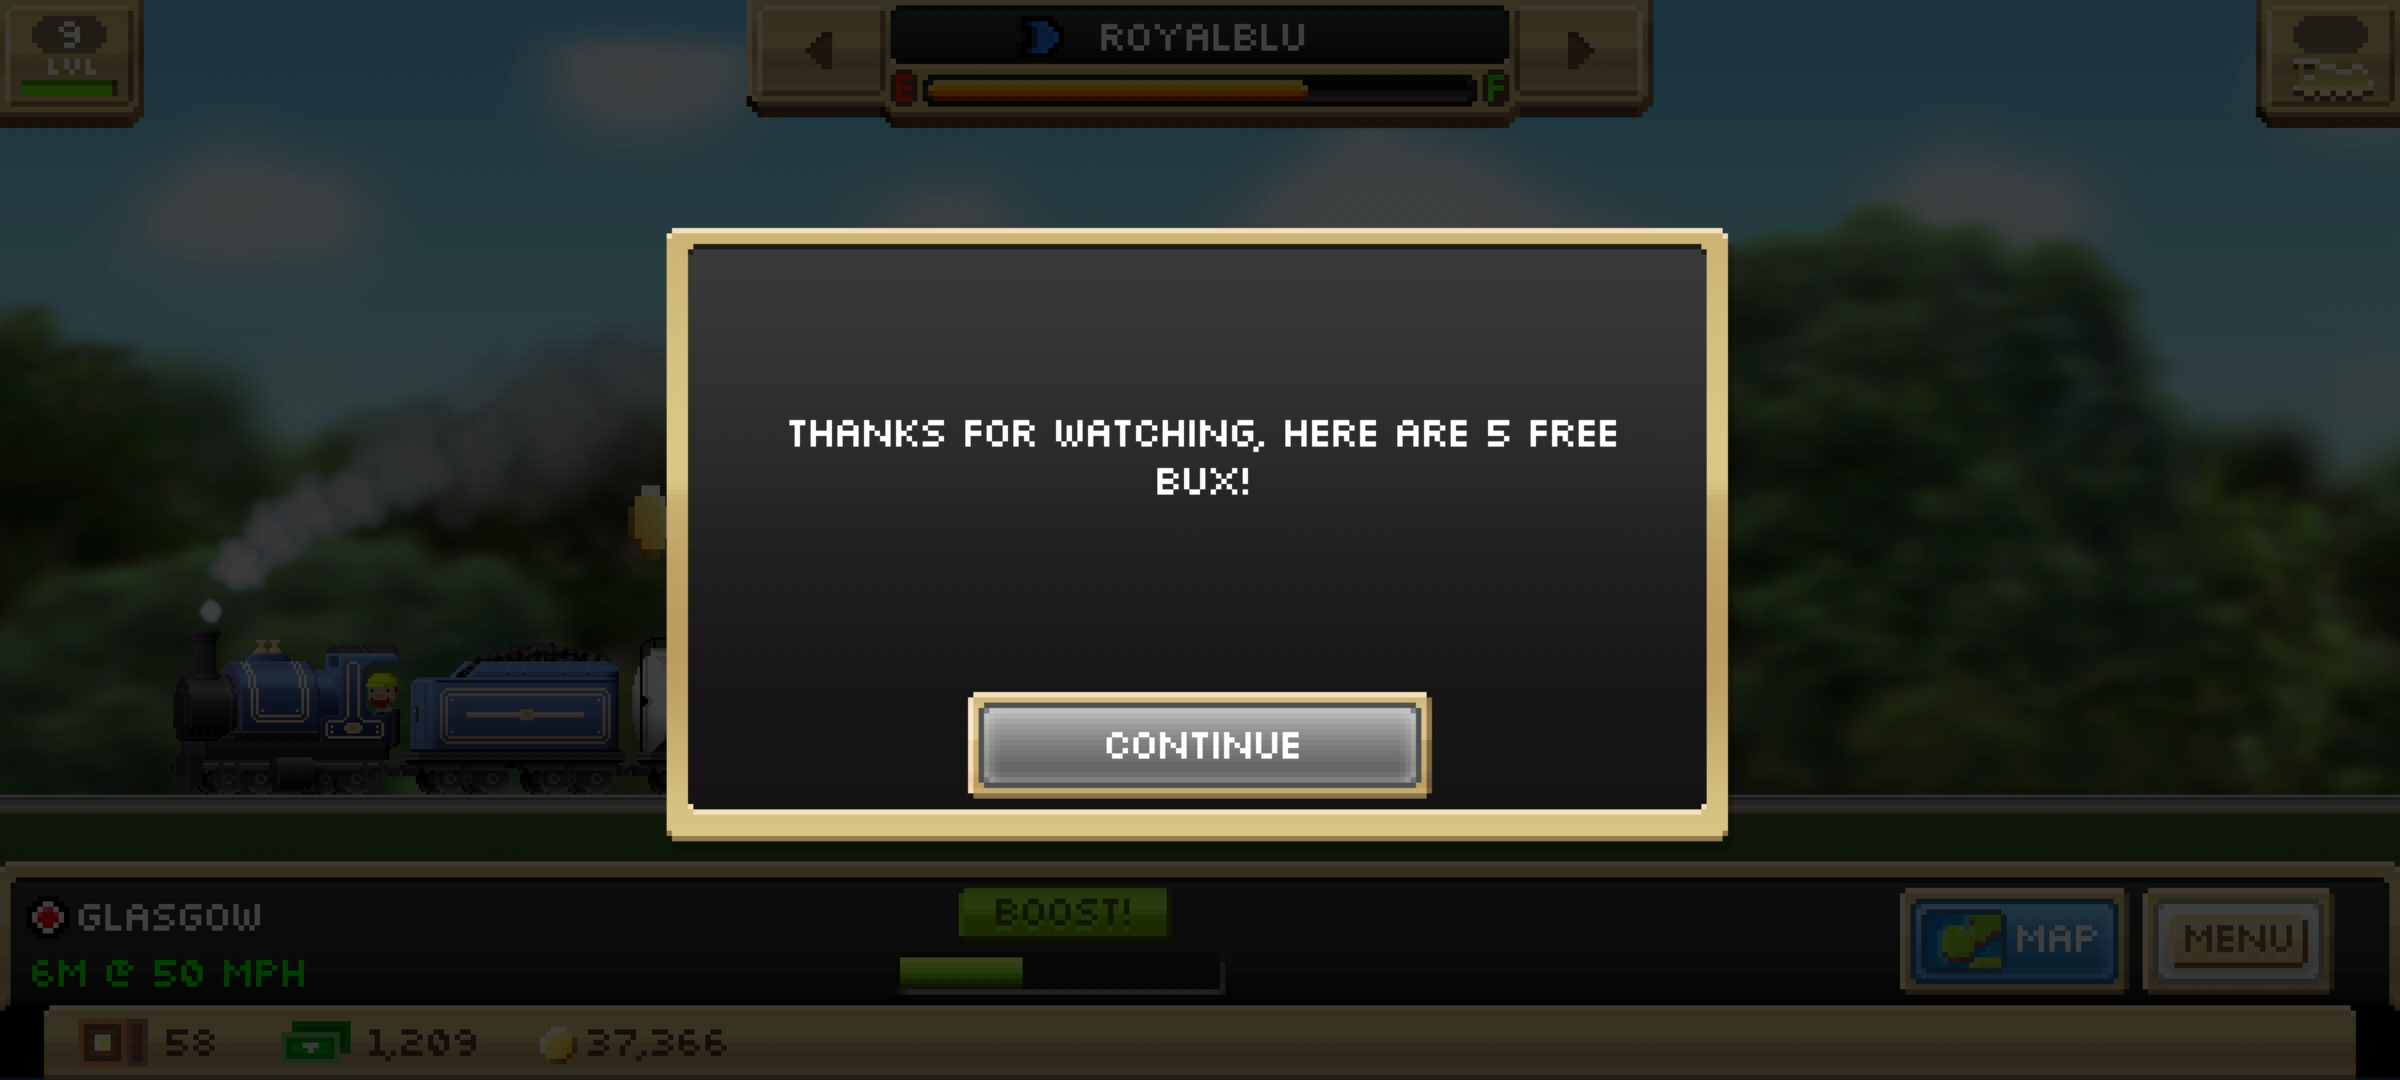 9
LVL
ROYALBLU
E
F
THANKS FOR WATCHING, HERE ARE 5 FREE
BUX!
CONTINUE
GLASGOW
6M @ 50 MPH
BOOST!
MAP
MENU
58
1,209
37,366